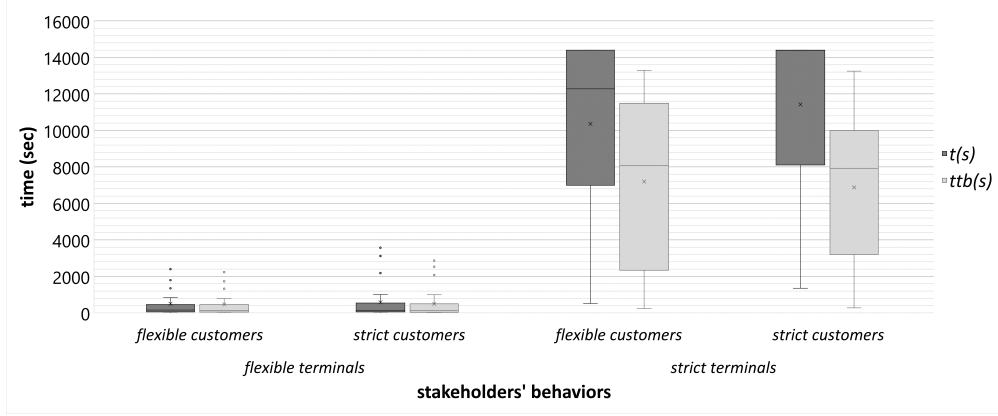 16000
14000
12000
10000
8000
6000
4000
2000
0
time (sec)
t(s)
ttb(s)
flexible customers strict customers flexible customers strict customers
flexible terminals strict terminals
stakeholders' behaviors